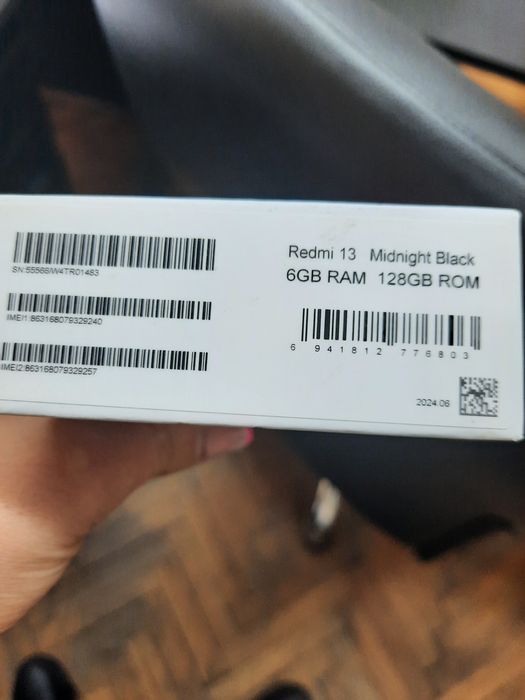 SN:55566/W4TR01483
IMEI1:863168079329240
IMEI2:863168079329257
Redmi 13 Midnight Black
6GB RAM 128GB ROM
6 941812 776803
2024.06